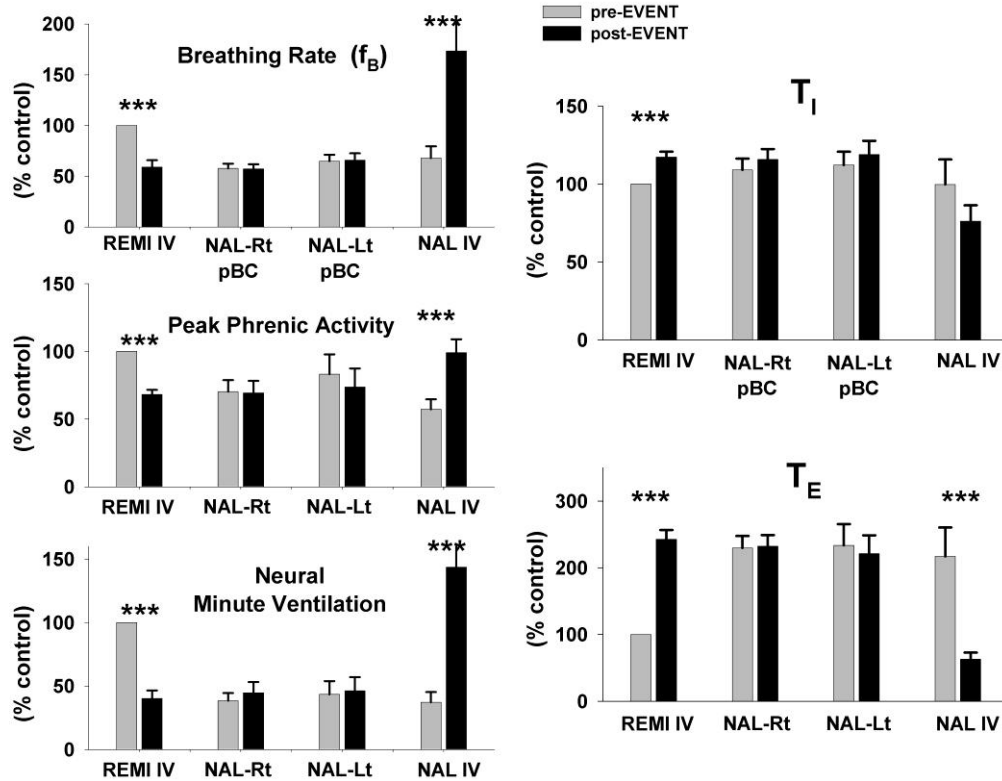 pre-EVENT
post-EVENT
Breathing Rate (fB)
(% control)
200
150
100
50
0
***
***
REMI IV
NAL-Rt
pBC
NAL-Lt
pBC
NAL IV
Peak Phrenic Activity
(% control)
100
50
0
***
***
REMI IV
NAL-Rt
NAL-Lt
NAL IV
Neural
Minute Ventilation
(% control)
150
100
50
0
***
***
REMI IV
NAL-Rt
NAL-Lt
NAL IV
TI
(% control)
150
100
50
0
***
REMI IV
NAL-Rt
pBC
NAL-Lt
pBC
NAL IV
TE
(% control)
300
200
100
0
***
***
REMI IV
NAL-Rt
NAL-Lt
NAL IV